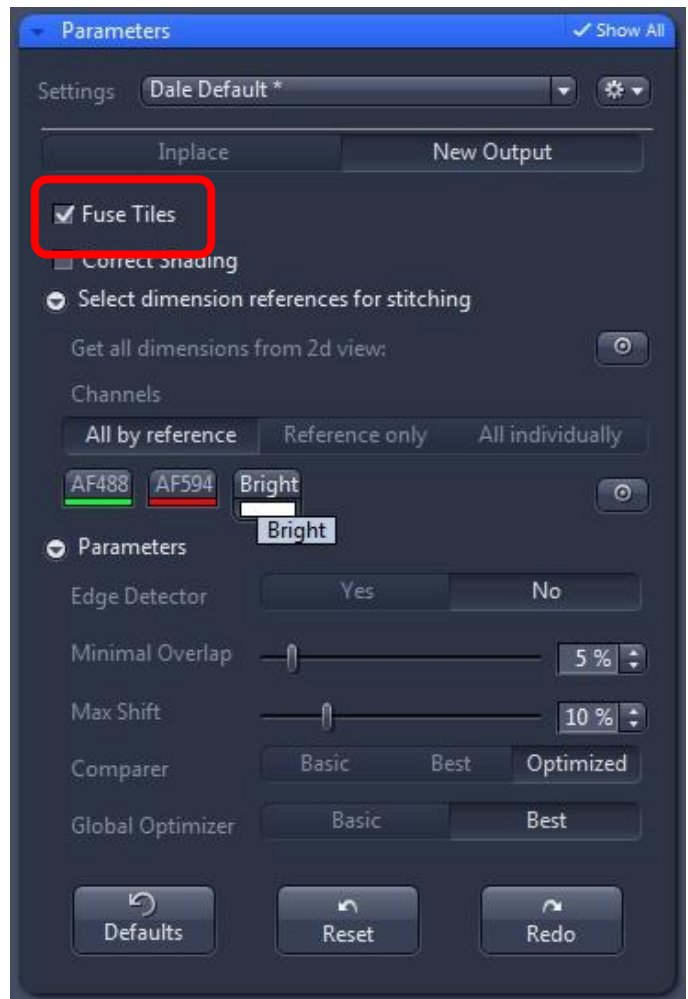 Parameters Show All
Settings Dale Default *
Inplace New Output
Fuse Tiles
Correct Shading
Select dimension references for stitching
Get all dimensions from 2d view:
Channels
All by reference Reference only All individually
AF488 AF594 Bright
Bright
Parameters
Edge Detector Yes No
Minimal Overlap 5 %
Max Shift 10 %
Comparer Basic Best Optimized
Global Optimizer Basic Best
Defaults Reset Redo